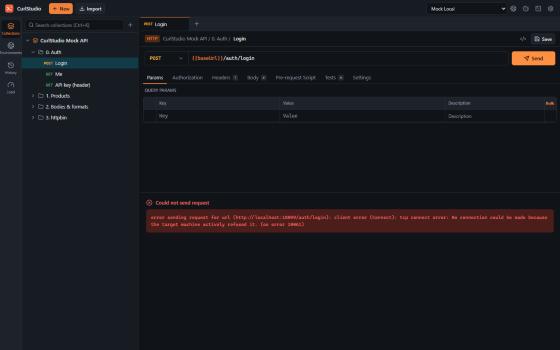 CurlStudio
New
Import
Mock Local
Search collections (Ctrl+K)
POST Login
Collections
CurlStudio Mock API
HTTP CurlStudio Mock API / 0. Auth / Login
Save
0. Auth
POST Login
POST
{{baseUrl}}/auth/login
Send
GET Me
History
GET API key (header)
Params
Authorization
Headers
Body
Pre-request Script
Tests
Settings
Load
1. Products
QUERY PARAMS
2. Bodies & formats
Key
Value
Description
Bulk
3. httpbin
Key
Value
Description
Could not send request
error sending request for url (http://localhost:18099/auth/login): client error (Connect): tcp connect error: No connection could be made because
the target machine actively refused it. (os error 10061)